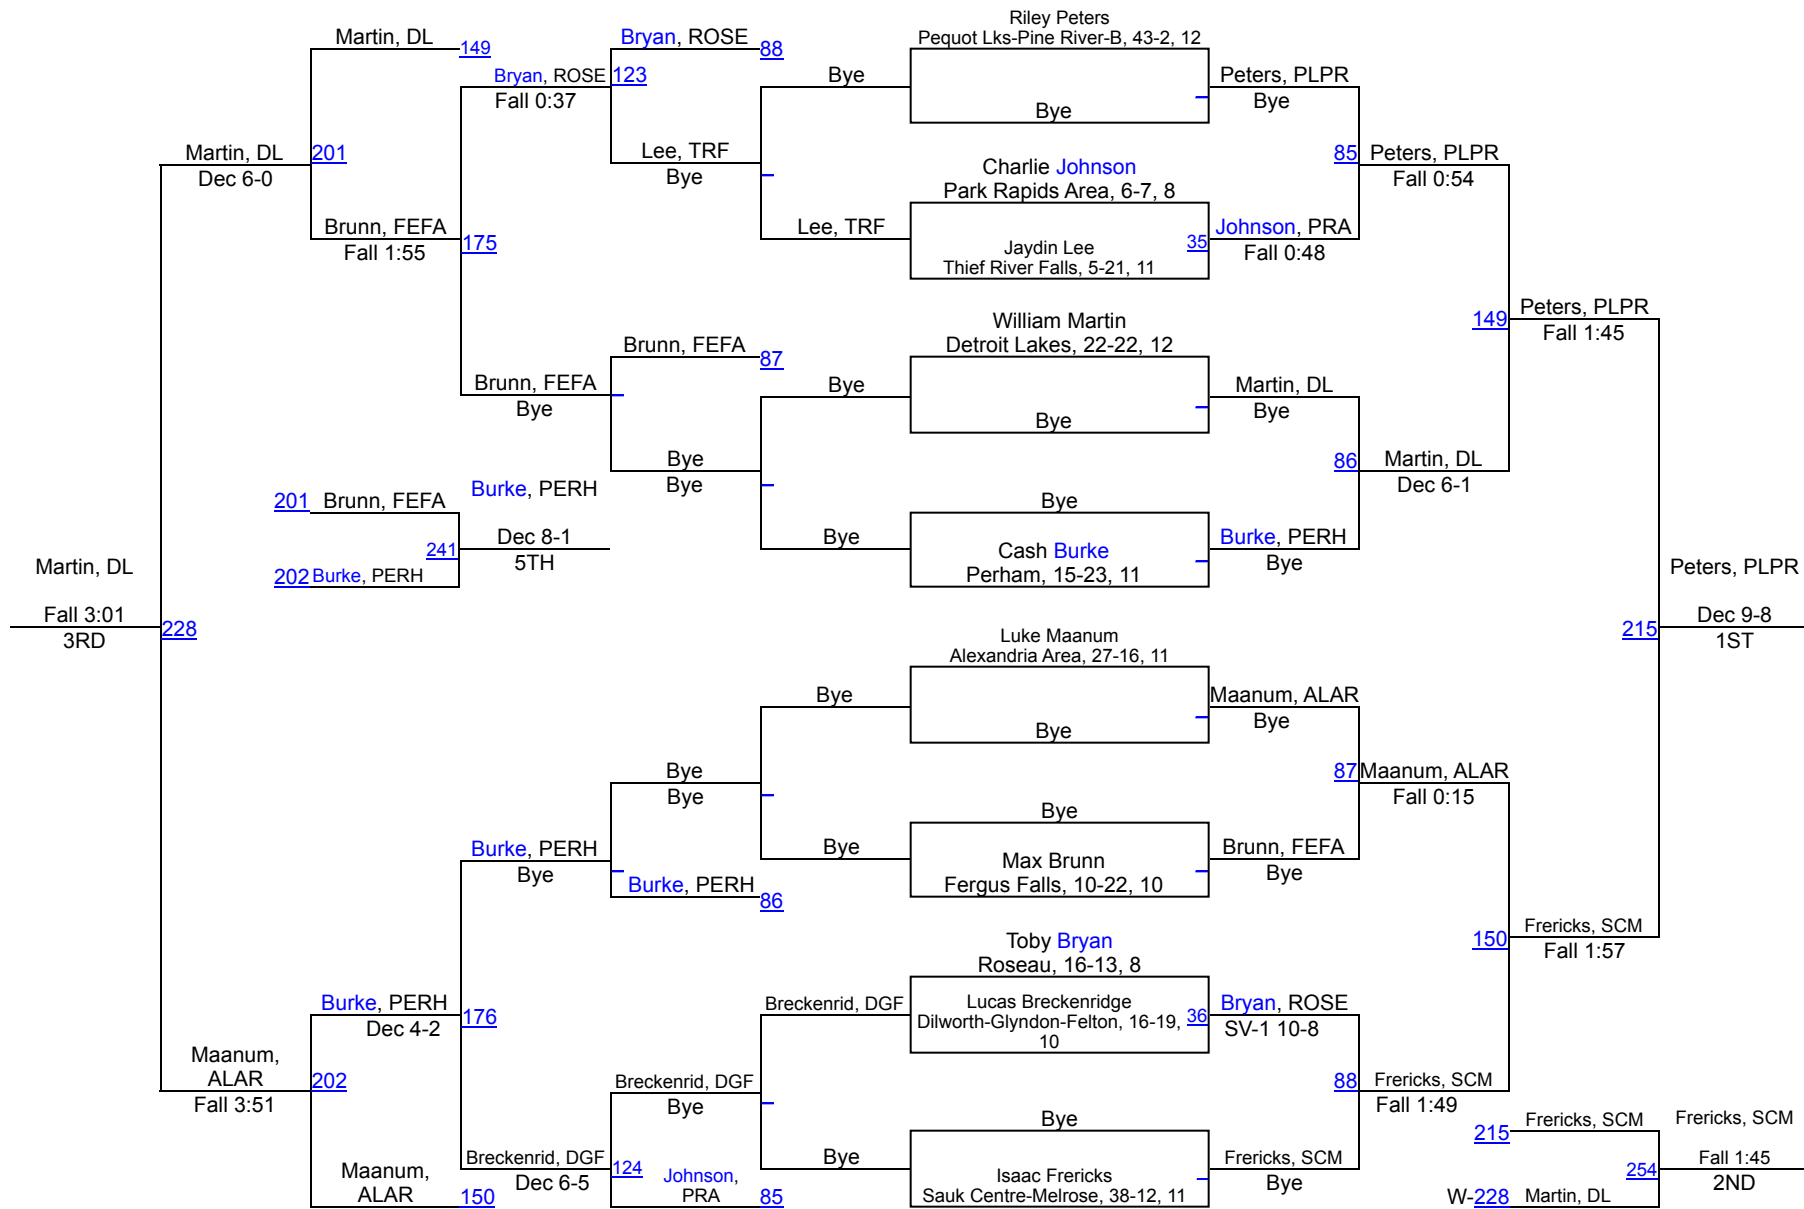 Riley Peters
Pequot Lks-Pine River-B, 43-2, 12
Martin, DL
149
Bryan, ROSE
88
Bryan, ROSE
123
Fall 0:37
Bye
Peters, PLPR
Bye
Bye
Martin, DL
201
Dec 6-0
Lee, TRF
Bye
Charlie Johnson
Park Rapids Area, 6-7, 8
85
Peters, PLPR
Fall 0:54
Brunn, FEFA
175
Fall 1:55
Lee, TRF
Jaydin Lee
Thief River Falls, 5-21, 11
35
Johnson, PRA
Fall 0:48
William Martin
Detroit Lakes, 22-22, 12
149
Peters, PLPR
Fall 1:45
Brunn, FEFA
87
Brunn, FEFA
Bye
Bye
Bye
Martin, DL
Bye
Bye
Bye
86
Martin, DL
Dec 6-1
201
Brunn, FEFA
Burke, PERH
Bye
241
Dec 8-1
5TH
Bye
Cash Burke
Perham, 15-23, 11
Burke, PERH
Bye
202
Burke, PERH
Martin, DL
Fall 3:01
3RD
228
Peters, PLPR
215
Dec 9-8
1ST
Luke Maanum
Alexandria Area, 27-16, 11
Bye
Bye
Maanum, ALAR
Bye
Bye
Bye
87
Maanum, ALAR
Fall 0:15
Burke, PERH
Bye
Bye
Bye
Max Brunn
Fergus Falls, 10-22, 10
Brunn, FEFA
Bye
Burke, PERH
86
Toby Bryan
Roseau, 16-13, 8
150
Frericks, SCM
Fall 1:57
Burke, PERH
176
Dec 4-2
Breckenrid, DGF
Lucas Breckenridge
Dilworth-Glyndon-Felton, 16-19,
10
36
Bryan, ROSE
SV-1 10-8
Maanum,
ALAR
202
Fall 3:51
Breckenrid, DGF
Bye
88
Frericks, SCM
Fall 1:49
Bye
215
Frericks, SCM
Frericks, SCM
Maanum,
ALAR
150
Breckenrid, DGF
124
Dec 6-5
Johnson,
PRA
85
Bye
Isaac Frericks
Sauk Centre-Melrose, 38-12, 11
Frericks, SCM
Bye
254
Fall 1:45
2ND
W-228
Martin, DL